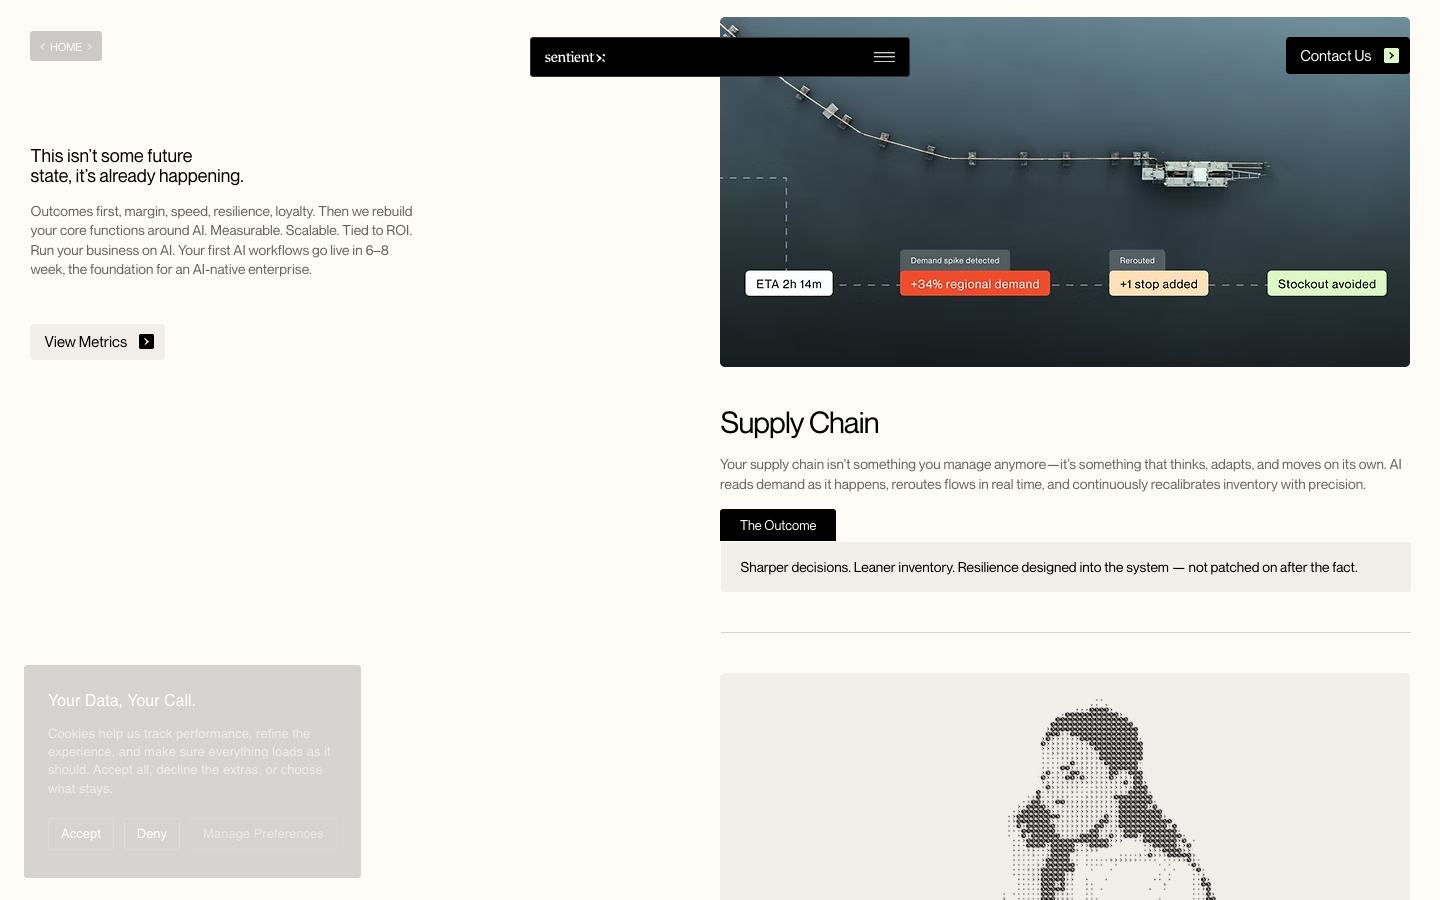 HOME
sentient
Contact Us
This isn’t some future
state, it’s already happening.
Outcomes first, margin, speed, resilience, loyalty. Then we rebuild
your core functions around AI. Measurable. Scalable. Tied to ROI.
Run your business on AI. Your first AI workflows go live in 6–8
week, the foundation for an AI-native enterprise.
View Metrics
Demand spike detected
Rerouted
ETA 2h 14m
+34% regional demand
+1 stop added
Stockout avoided
Supply Chain
Your supply chain isn’t something you manage anymore—it’s something that thinks, adapts, and moves on its own. AI
reads demand as it happens, reroutes flows in real time, and continuously recalibrates inventory with precision.
The Outcome
Sharper decisions. Leaner inventory. Resilience designed into the system — not patched on after the fact.
Your Data, Your Call.
Cookies help us track performance, refine the
experience, and make sure everything loads as it
should. Accept all, decline the extras, or choose
what stays.
Accept
Deny
Manage Preferences